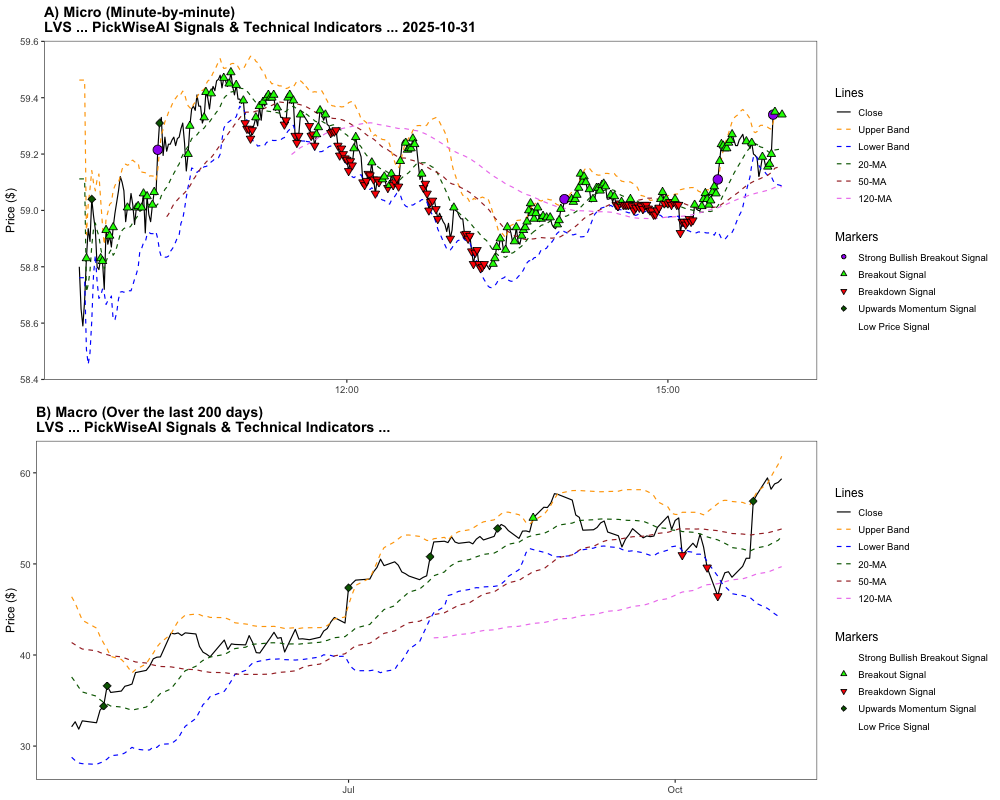 A) Micro (Minute-by-minute)
LVS ... PickWiseAI Signals & Technical Indicators ... 2025-10-31
59.6
59.4
59.2
59.0
58.8
58.6
58.4
Price ($)
12:00
15:00
Lines
Close
Upper Band
Lower Band
20-MA
50-MA
120-MA
Markers
Strong Bullish Breakout Signal
Breakout Signal
Breakdown Signal
Upwards Momentum Signal
Low Price Signal
B) Macro (Over the last 200 days)
LVS ... PickWiseAI Signals & Technical Indicators ...
60
50
40
30
Price ($)
Jul
Oct
Lines
Close
Upper Band
Lower Band
20-MA
50-MA
120-MA
Markers
Strong Bullish Breakout Signal
Breakout Signal
Breakdown Signal
Upwards Momentum Signal
Low Price Signal